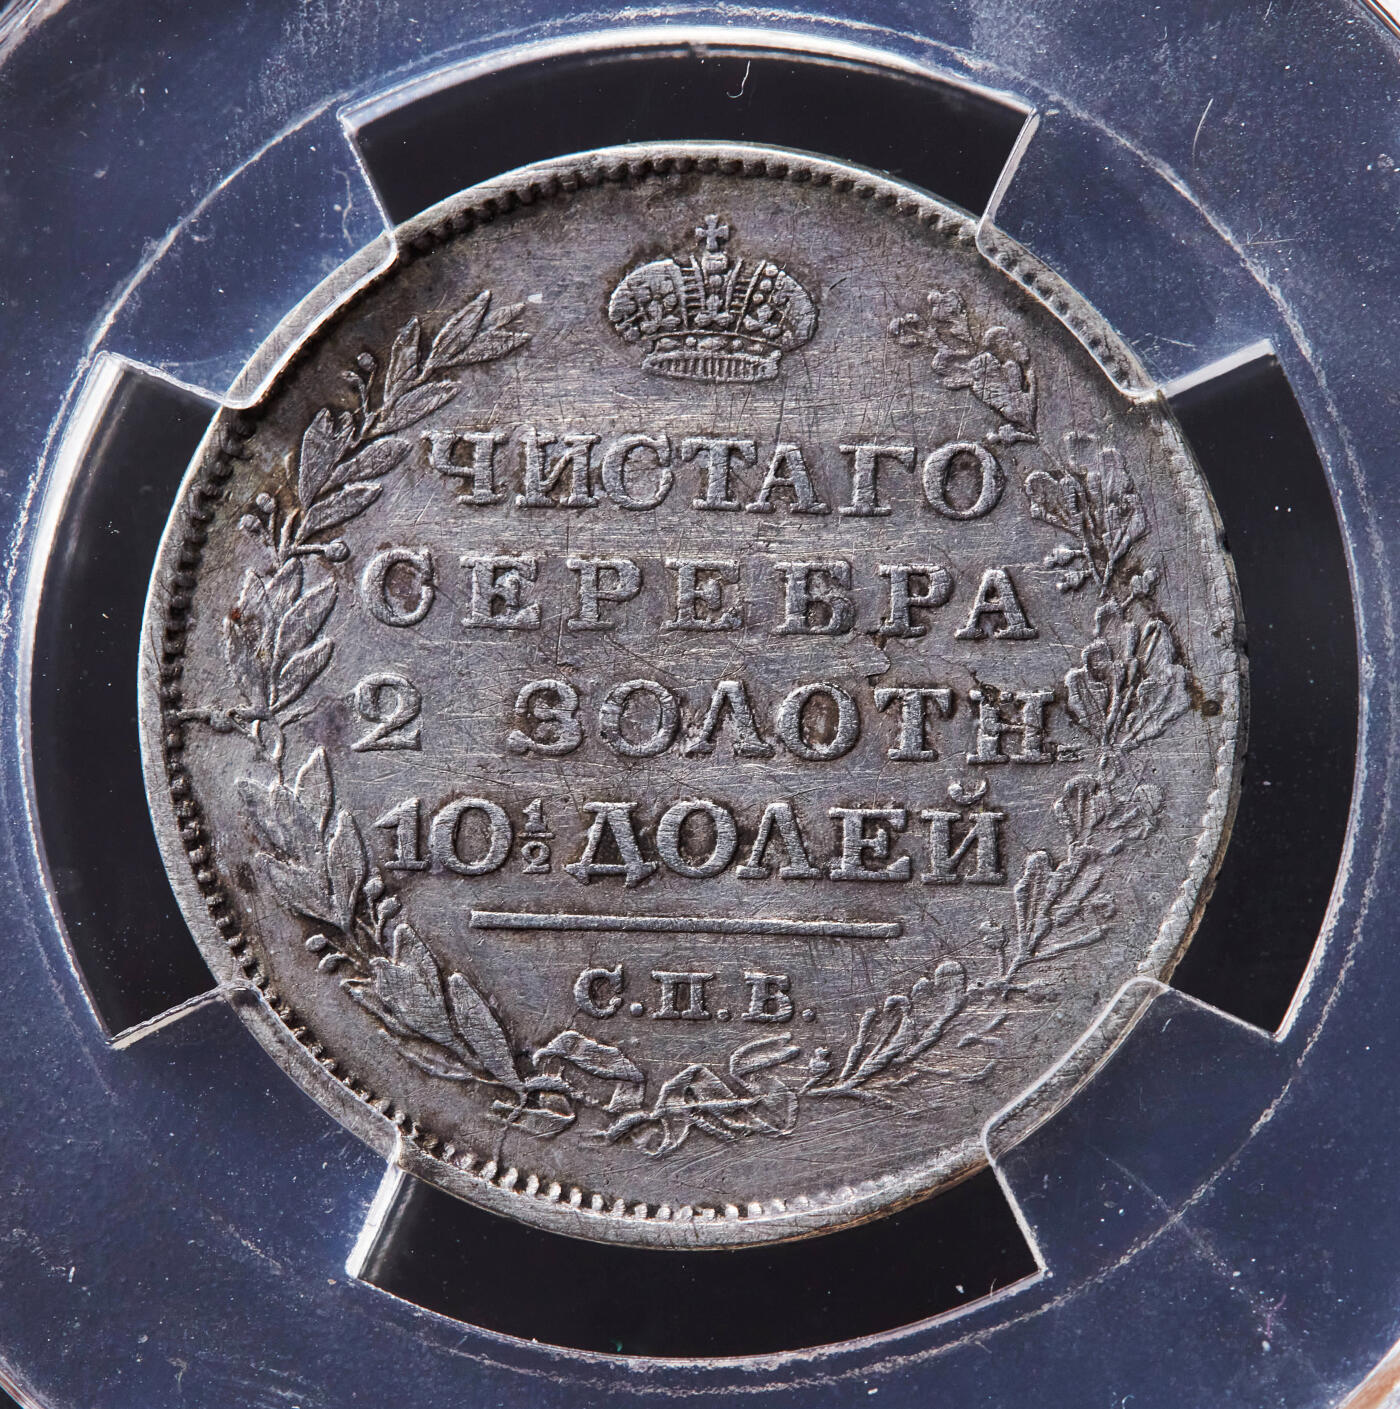 ЧИСТАГО
СЕРЕБРА
2 ЗОЛОТН.
10½ ДОЛЕЙ
С.П.Б.